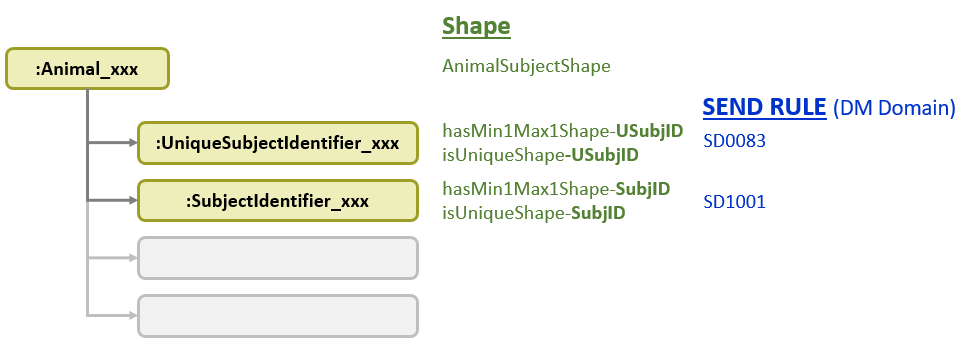 Shape
:Animal_xxx
AnimalSubjectShape
SEND RULE (DM Domain)
:UniqueSubjectIdentifier_xxx
hasMin1Max1Shape-USubjID
isUniqueShape-USubjID
SD0083
:SubjectIdentifier_xxx
hasMin1Max1Shape-SubjID
isUniqueShape-SubjID
SD1001